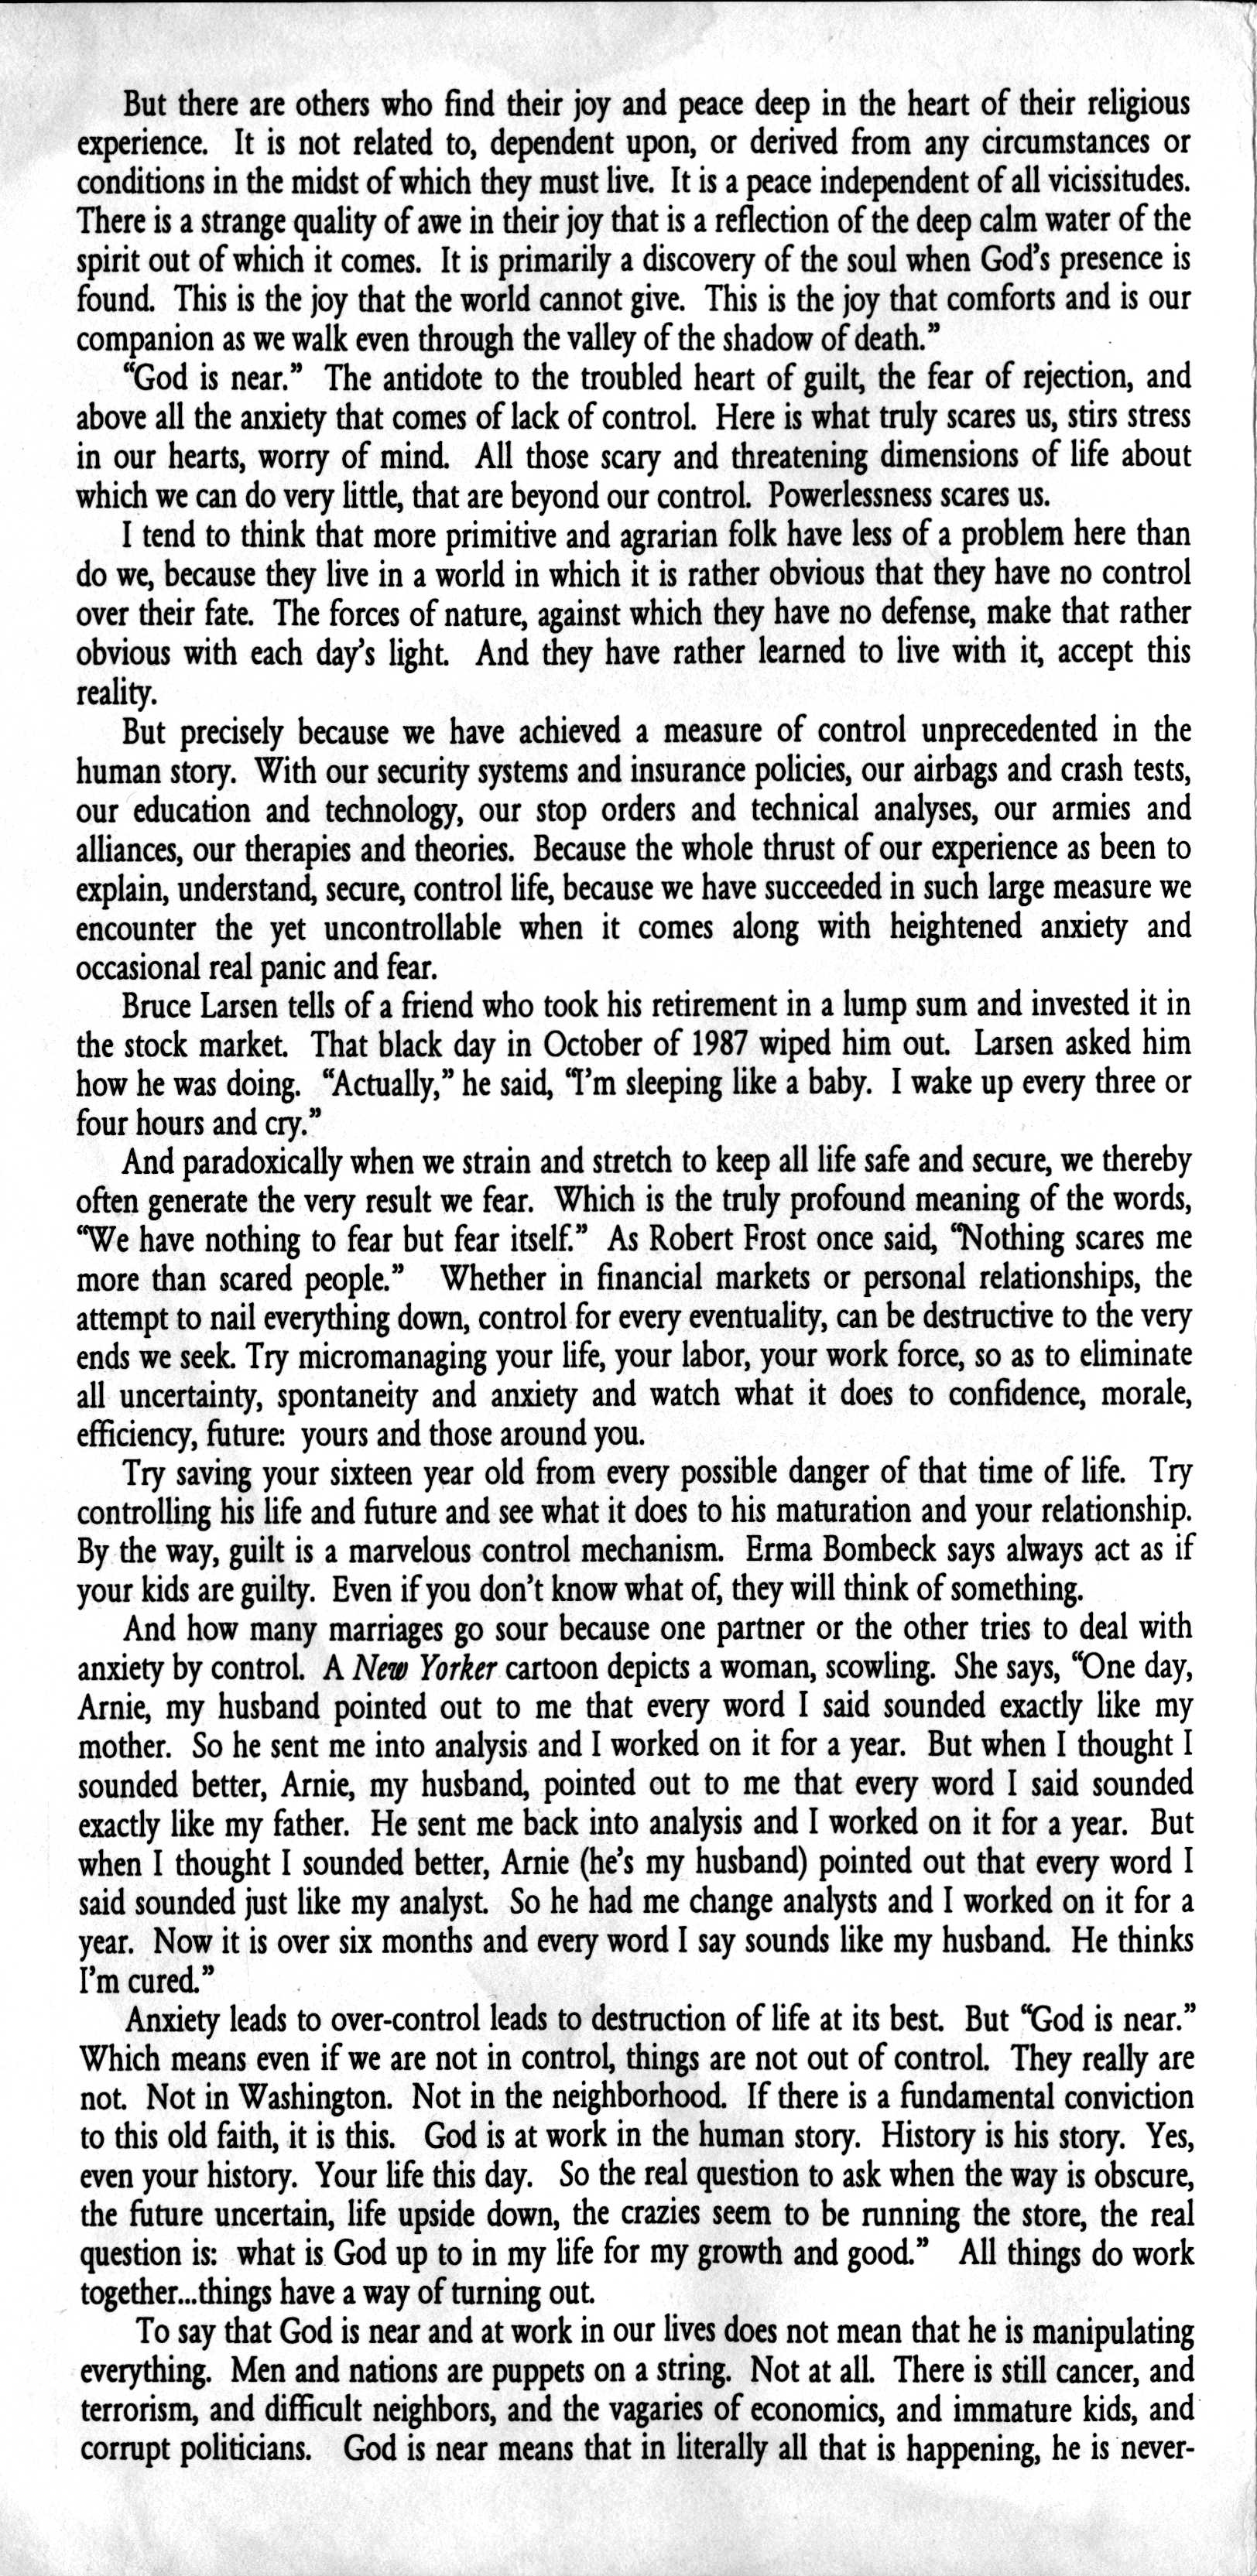 But there are others who find their joy and peace deep in the heart of their religious
experience. It is not related to, dependent upon, or derived from any circumstances or
conditions in the midst of which they must live. It is a peace independent of all vicissitudes.
There is a strange quality of awe in their joy that is a reflection of the deep calm water of the
spirit out of which it comes. It is primarily a discovery of the soul when God's presence is
found. This is the joy that the world cannot give. This is the joy that comforts and is our
companion as we walk even through the valley of the shadow of death.”
“God is near.” The antidote to the troubled heart of guilt, the fear of rejection, and
above all the anxiety that comes of lack of control. Here is what truly scares us, stirs stress
in our hearts, worry of mind. All those scary and threatening dimensions of life about
which we can do very little, that are beyond our control. Powerlessness scares us.
I tend to think that more primitive and agrarian folk have less of a problem here than
do we, because they live in a world in which it is rather obvious that they have no control
over their fate. The forces of nature, against which they have no defense, make that rather
obvious with each day's light. And they have rather learned to live with it, accept this
reality.
But precisely because we have achieved a measure of control unprecedented in the
human story. With our security systems and insurance policies, our airbags and crash tests,
our education and technology, our stop orders and technical analyses, our armies and
alliances, our therapies and theories. Because the whole thrust of our experience as been to
explain, understand, secure, control life, because we have succeeded in such large measure we
encounter the yet uncontrollable when it comes along with heightened anxiety and
occasional real panic and fear.
Bruce Larsen tells of a friend who took his retirement in a lump sum and invested it in
the stock market. That black day in October of 1987 wiped him out. Larsen asked him
how he was doing. “Actually,” he said, “I'm sleeping like a baby. I wake up every three or
four hours and cry.”
And paradoxically when we strain and stretch to keep all life safe and secure, we thereby
often generate the very result we fear. Which is the truly profound meaning of the words,
“We have nothing to fear but fear itself.” As Robert Frost once said, “Nothing scares me
more than scared people.” Whether in financial markets or personal relationships, the
attempt to nail everything down, control for every eventuality, can be destructive to the very
ends we seek. Try micromanaging your life, your labor, your work force, so as to eliminate
all uncertainty, spontaneity and anxiety and watch what it does to confidence, morale,
efficiency, future: yours and those around you.
Try saving your sixteen year old from every possible danger of that time of life. Try
controlling his life and future and see what it does to his maturation and your relationship.
By the way, guilt is a marvelous control mechanism. Erma Bombeck says always act as if
your kids are guilty. Even if you don't know what of, they will think of something.
And how many marriages go sour because one partner or the other tries to deal with
anxiety by control. A New Yorker cartoon depicts a woman, scowling. She says, “One day,
Arnie, my husband pointed out to me that every word I said sounded exactly like my
mother. So he sent me into analysis and I worked on it for a year. But when I thought I
sounded better, Arnie, my husband, pointed out to me that every word I said sounded
exactly like my father. He sent me back into analysis and I worked on it for a year. But
when I thought I sounded better, Arnie (he's my husband) pointed out that every word I
said sounded just like my analyst. So he had me change analysts and I worked on it for a
year. Now it is over six months and every word I say sounds like my husband. He thinks
I'm cured.”
Anxiety leads to over-control leads to destruction of life at its best. But “God is near.”
Which means even if we are not in control, things are not out of control. They really are
not. Not in Washington. Not in the neighborhood. If there is a fundamental conviction
to this old faith, it is this. God is at work in the human story. History is his story. Yes,
even your history. Your life this day. So the real question to ask when the way is obscure,
the future uncertain, life upside down, the crazies seem to be running the store, the real
question is: what is God up to in my life for my growth and good.” All things do work
together...things have a way of turning out.
To say that God is near and at work in our lives does not mean that he is manipulating
everything. Men and nations are puppets on a string. Not at all. There is still cancer, and
terrorism, and difficult neighbors, and the vagaries of economics, and immature kids, and
corrupt politicians. God is near means that in literally all that is happening, he is never-